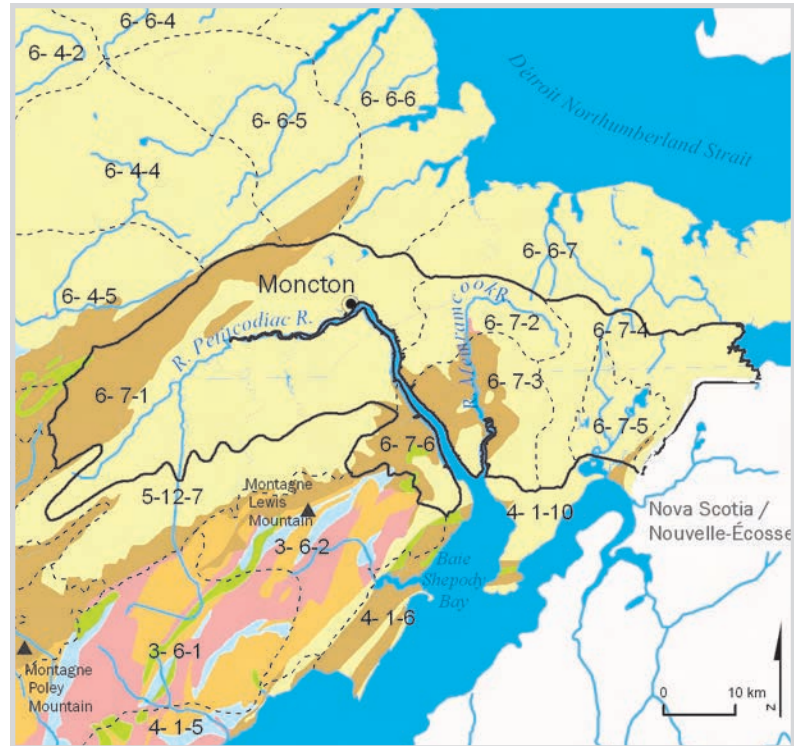 6- 6-4
6- 4-2
6- 6-6
6- 6-5
Détroit Northumberland Strait
6- 4-4
6- 6-7
6- 4-5
Moncton
R. Petitcodiac R.
R. Memramcook R.
6- 7-2
6- 7-4
6- 7-1
6- 7-3
6- 7-5
6- 7-6
5-12-7
Montagne
Lewis
Mountain
4- 1-10
Nova Scotia /
Nouvelle-Écosse
3- 6-2
Baie
Shepody
Bay
4- 1-6
3- 6-1
Montagne
Poley
Mountain
4- 1-5
0 10 km
N